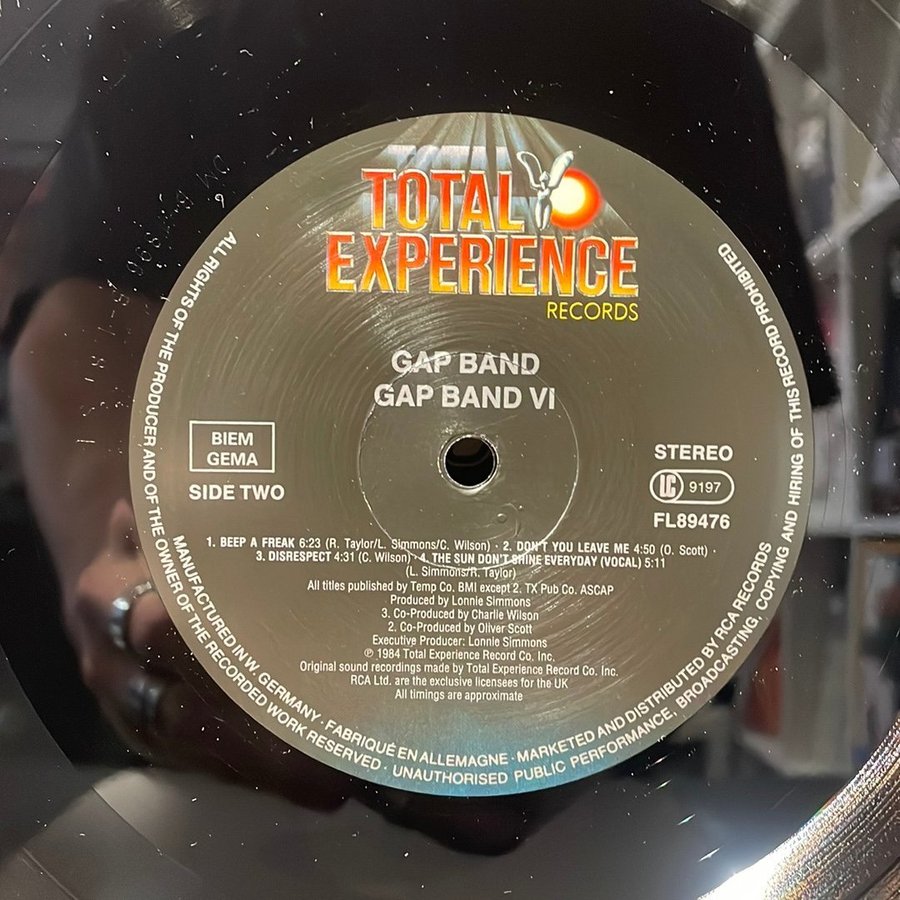 TOTAL
EXPERIENCE
RECORDS
GAP BAND
GAP BAND VI
BIEM
GEMA
SIDE TWO
STEREO
LC 9197
FL89476
1. BEEP A FREAK 6:23 (R. Taylor/L. Simmons/C. Wilson) · 2. DON'T YOU LEAVE ME 4:50 (O. Scott) ·
3. DISRESPECT 4:31 (C. Wilson) · 4. THE SUN DON'T SHINE EVERYDAY (VOCAL) 5:11
(L. Simmons/R. Taylor)
All titles published by Temp Co. BMI except 2. TX Pub Co. ASCAP
Produced by Lonnie Simmons
3. Co-Produced by Charlie Wilson
2. Co-Produced by Oliver Scott
Executive Producer: Lonnie Simmons
℗ 1984 Total Experience Record Co. Inc.
Original sound recordings made by Total Experience Record Co. Inc.
RCA Ltd. are the exclusive licensees for the UK
All timings are approximate
MANUFACTURED IN W. GERMANY · FABRIQUÉ EN ALLEMAGNE · MARKETED AND DISTRIBUTED BY RCA RECORDS
ALL RIGHTS OF THE PRODUCER AND OF THE OWNER OF THE RECORDED WORK RESERVED · UNAUTHORISED PUBLIC PERFORMANCE, BROADCASTING, COPYING AND HIRING OF THIS RECORD PROHIBITED